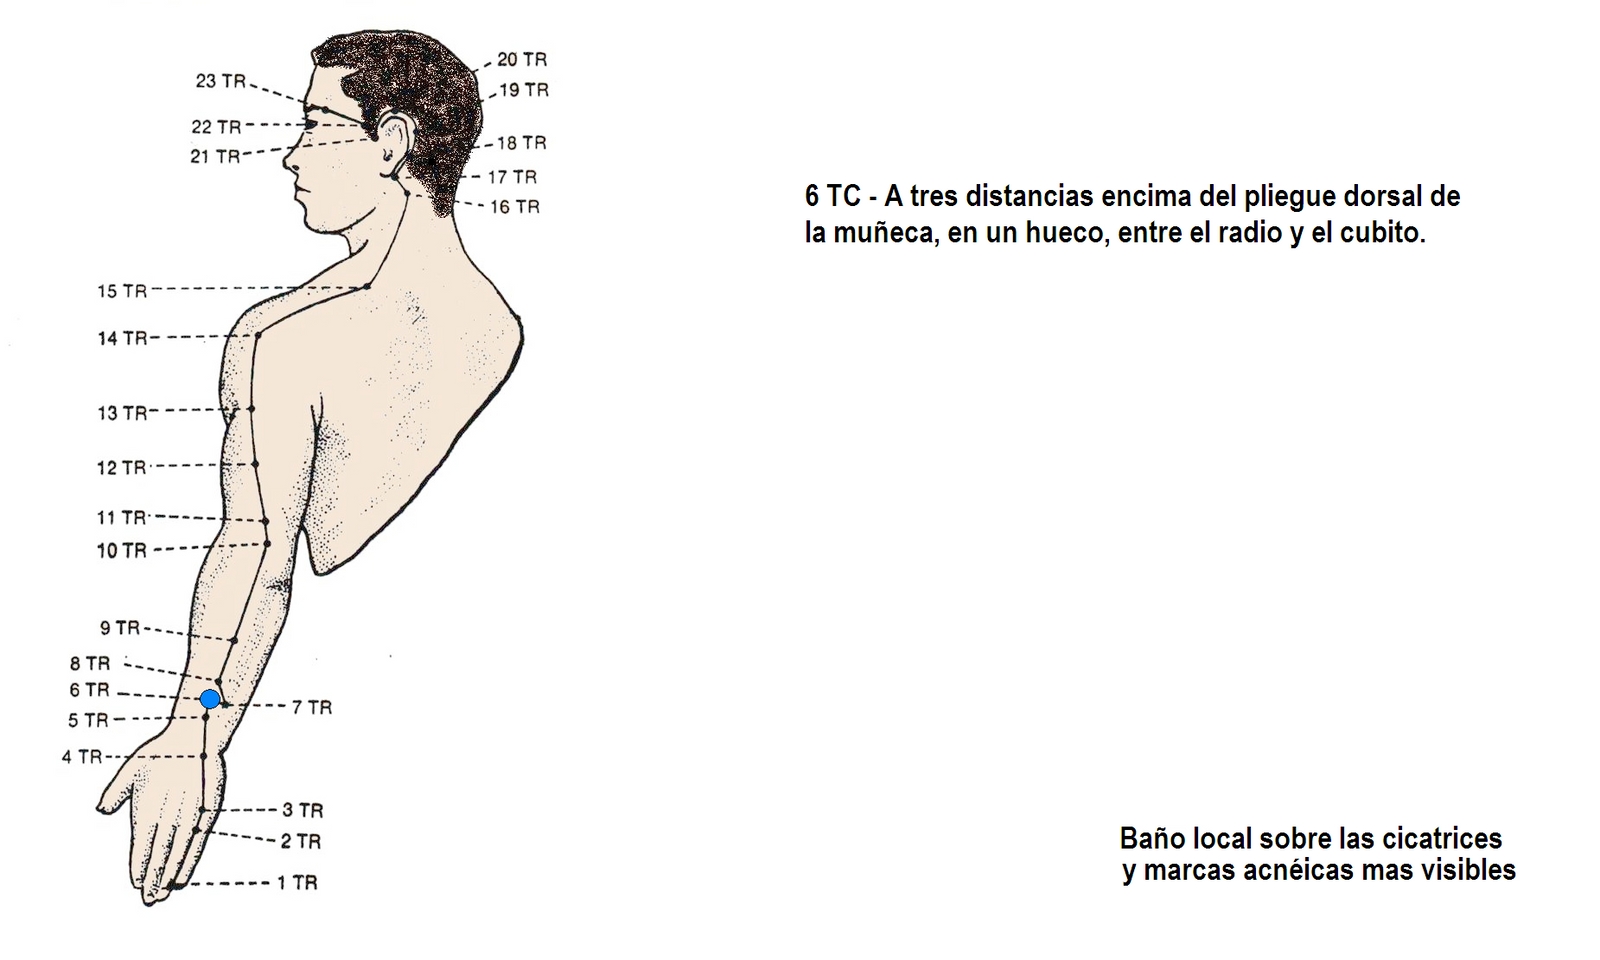 20 TR
23 TR
19 TR
22 TR
18 TR
21 TR
17 TR
16 TR
15 TR
14 TR
13 TR
12 TR
11 TR
10 TR
9 TR
8 TR
6 TR
7 TR
5 TR
4 TR
3 TR
2 TR
1 TR
6 TC - A tres distancias encima del pliegue dorsal de
la muñeca, en un hueco, entre el radio y el cubito.
Baño local sobre las cicatrices
y marcas acnéicas mas visibles